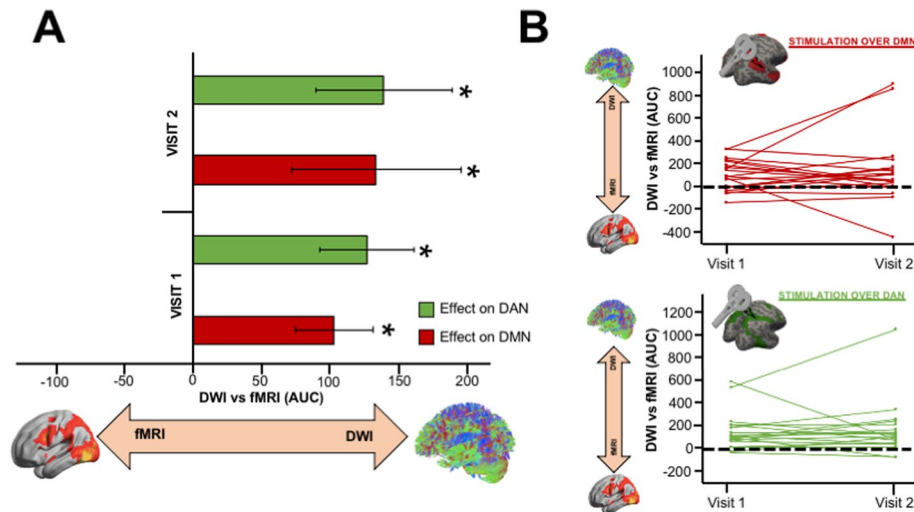 A
VISIT 2
VISIT 1
*
*
*
*
Effect on DAN
Effect on DMN
-100 -50 0 50 100 150 200
DWI vs fMRI (AUC)
fMRI DWI
B
STIMULATION OVER DMN
DWI
fMRI
DWI vs fMRI (AUC)
1000
800
600
400
200
0
-200
-400
Visit 1 Visit 2
STIMULATION OVER DAN
DWI
fMRI
DWI vs fMRI (AUC)
1200
1000
800
600
400
200
0
-200
Visit 1 Visit 2